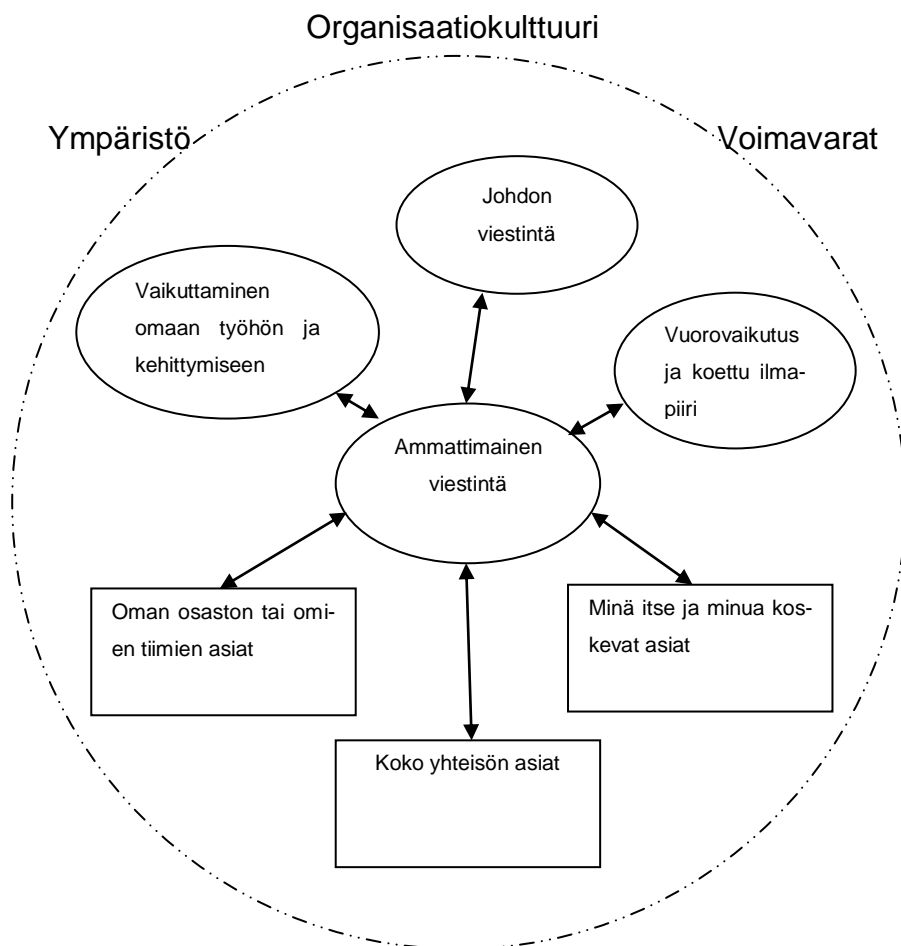 Organisaatiokulttuuri
Ympäristö
Voimavarat
Johdon
viestintä
Vaikuttaminen
omaan työhön ja
kehittymiseen
Vuorovaikutus
ja koettu ilma-
piiri
Ammattimainen
viestintä
Oman osaston tai omi-
en tiimien asiat
Minä itse ja minua kos-
kevat asiat
Koko yhteisön asiat